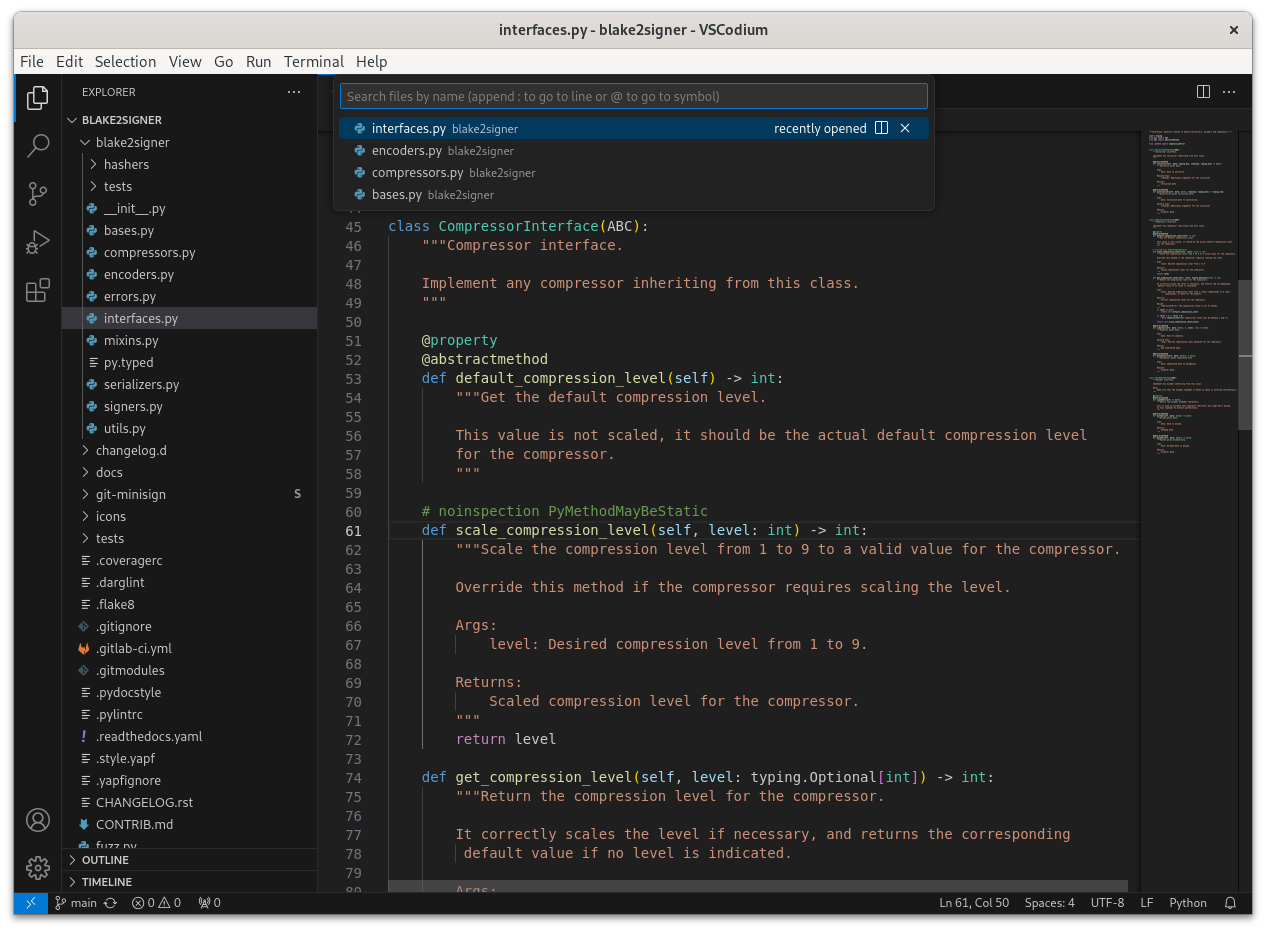 interfaces.py - blake2signer - VSCodium
File Edit Selection View Go Run Terminal Help
EXPLORER
BLAKE2SIGNER
blake2signer
hashers
tests
__init__.py
bases.py
compressors.py
encoders.py
errors.py
interfaces.py
mixins.py
py.typed
serializers.py
signers.py
utils.py
changelog.d
docs
git-minisign S
icons
tests
.coveragerc
.darglint
.flake8
.gitignore
.gitlab-ci.yml
.gitmodules
.pydocstyle
.pylintrc
.readthedocs.yaml
.style.yapf
.yapfignore
CHANGELOG.rst
CONTRIB.md
fuzz.py
OUTLINE
TIMELINE
Search files by name (append : to go to line or @ to go to symbol)
interfaces.py blake2signer recently opened
encoders.py blake2signer
compressors.py blake2signer
bases.py blake2signer
45 class CompressorInterface(ABC):
46 """Compressor interface.
47
48 Implement any compressor inheriting from this class.
49 """
50
51 @property
52 @abstractmethod
53 def default_compression_level(self) -> int:
54 """Get the default compression level.
55
56 This value is not scaled, it should be the actual default compression level
57 for the compressor.
58 """
59
60 # noinspection PyMethodMayBeStatic
61 def scale_compression_level(self, level: int) -> int:
62 """Scale the compression level from 1 to 9 to a valid value for the compressor.
63
64 Override this method if the compressor requires scaling the level.
65
66 Args:
67 level: Desired compression level from 1 to 9.
68
69 Returns:
70 Scaled compression level for the compressor.
71 """
72 return level
73
74 def get_compression_level(self, level: typing.Optional[int]) -> int:
75 """Return the compression level for the compressor.
76
77 It correctly scales the level if necessary, and returns the corresponding
78 default value if no level is indicated.
79
80 Args:
main 0 0 0 Ln 61, Col 50 Spaces: 4 UTF-8 LF Python